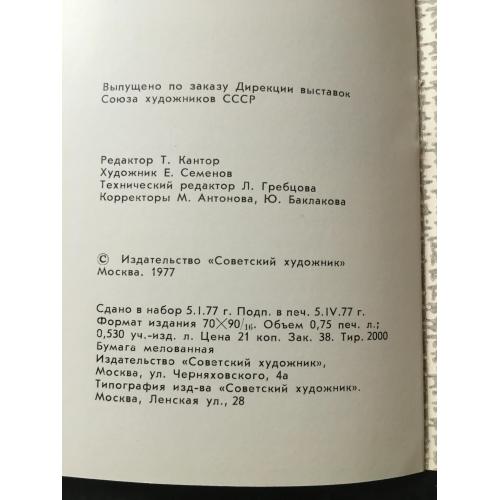 Выпущено по заказу Дирекции выставок
Союза художников СССР
Редактор Т. Кантор
Художник Е. Семенов
Технический редактор Л. Гребцова
Корректоры М. Антонова, Ю. Баклакова
© Издательство «Советский художник»
Москва. 1977
Сдано в набор 5.I.77 г. Подп. в печ. 5.IV.77 г.
Формат издания 70×90/16. Объем 0,75 печ. л.;
0,530 уч.-изд. л. Цена 21 коп. Зак. 38. Тир. 2000
Бумага мелованная
Издательство «Советский художник»,
Москва, ул. Черняховского, 4а
Типография изд-ва «Советский художник».
Москва, Ленская ул., 28